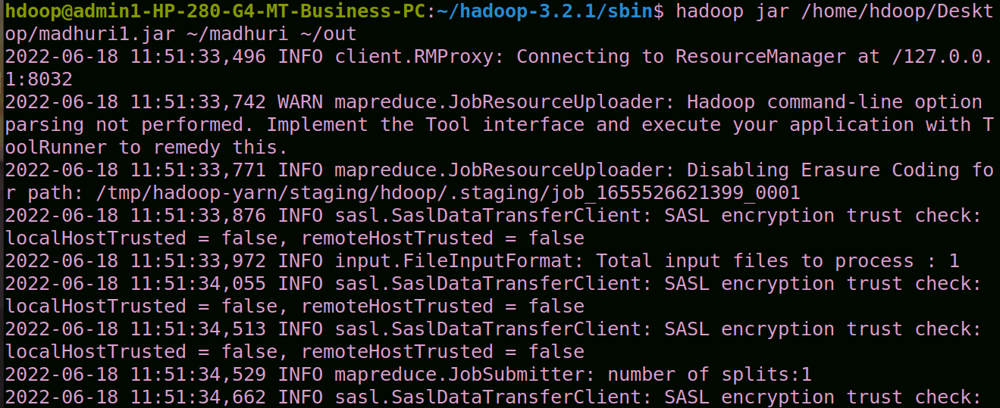 hdoop@admin1-HP-280-G4-MT-Business-PC:~/hadoop-3.2.1/sbin$ hadoop jar /home/hdoop/Deskt
op/madhuri1.jar ~/madhuri ~/out
2022-06-18 11:51:33,496 INFO client.RMProxy: Connecting to ResourceManager at /127.0.0.
1:8032
2022-06-18 11:51:33,742 WARN mapreduce.JobResourceUploader: Hadoop command-line option
parsing not performed. Implement the Tool interface and execute your application with T
oolRunner to remedy this.
2022-06-18 11:51:33,771 INFO mapreduce.JobResourceUploader: Disabling Erasure Coding fo
r path: /tmp/hadoop-yarn/staging/hdoop/.staging/job_1655526621399_0001
2022-06-18 11:51:33,876 INFO sasl.SaslDataTransferClient: SASL encryption trust check:
localHostTrusted = false, remoteHostTrusted = false
2022-06-18 11:51:33,972 INFO input.FileInputFormat: Total input files to process : 1
2022-06-18 11:51:34,055 INFO sasl.SaslDataTransferClient: SASL encryption trust check:
localHostTrusted = false, remoteHostTrusted = false
2022-06-18 11:51:34,513 INFO sasl.SaslDataTransferClient: SASL encryption trust check:
localHostTrusted = false, remoteHostTrusted = false
2022-06-18 11:51:34,529 INFO mapreduce.JobSubmitter: number of splits:1
2022-06-18 11:51:34,662 INFO sasl.SaslDataTransferClient: SASL encryption trust check: